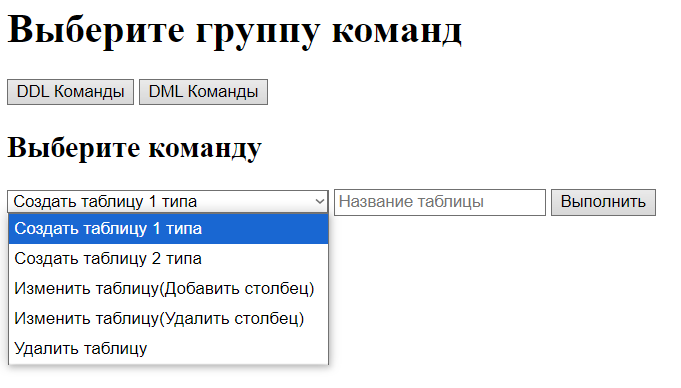 Выберите группу команд
DDL Команды DML Команды
Выберите команду
Создать таблицу 1 типа Название таблицы Выполнить
Создать таблицу 1 типа
Создать таблицу 2 типа
Изменить таблицу(Добавить столбец)
Изменить таблицу(Удалить столбец)
Удалить таблицу